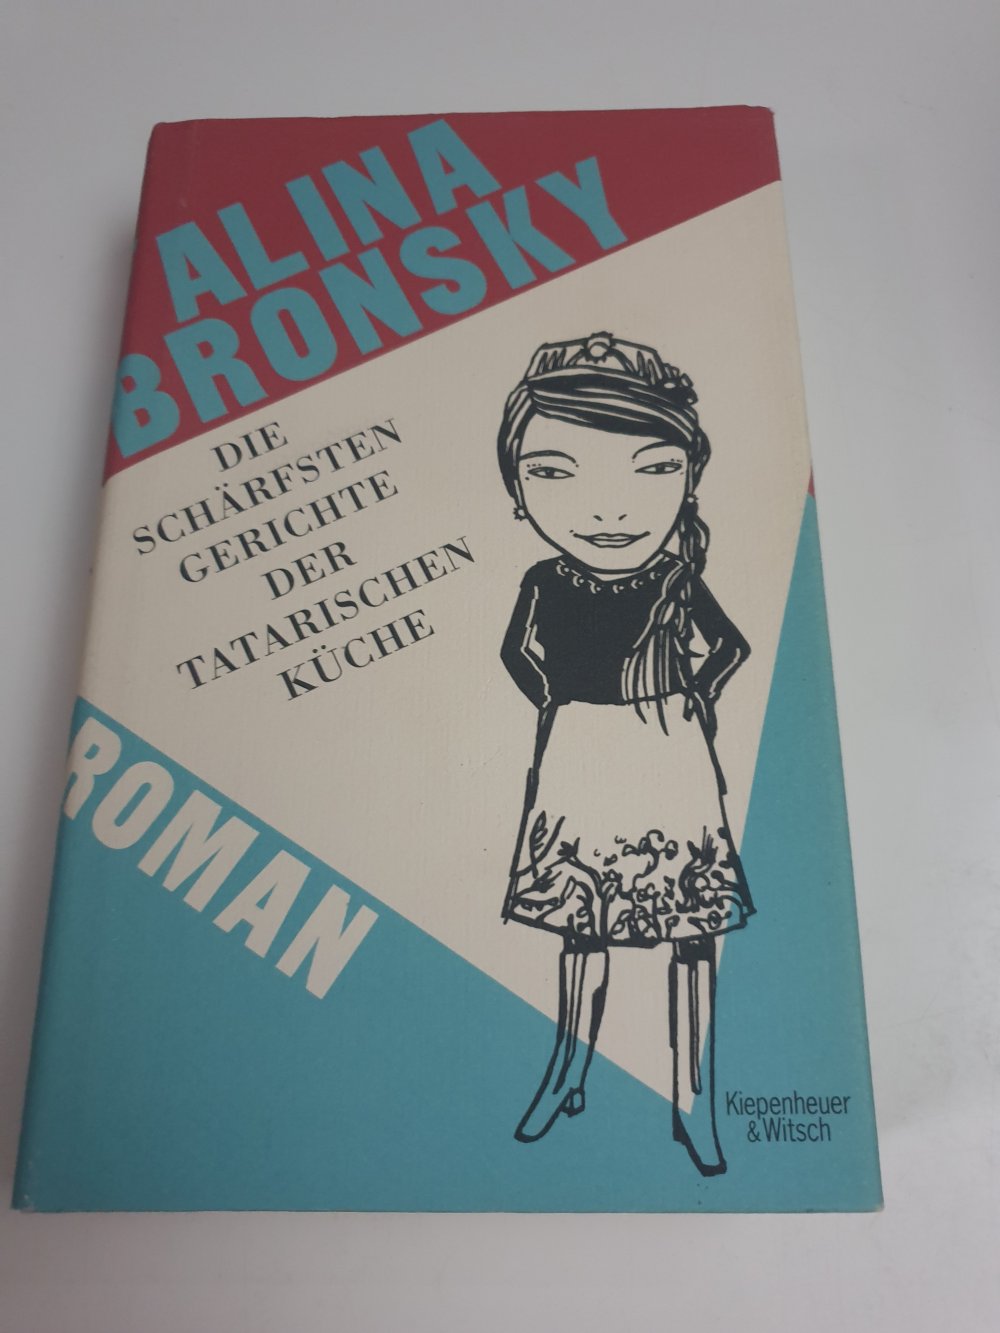 ALINA
BRONSKY
DIE
SCHÄRFSTEN
GERICHTE
DER
TATARISCHEN
KÜCHE
ROMAN
Kiepenheuer
&Witsch